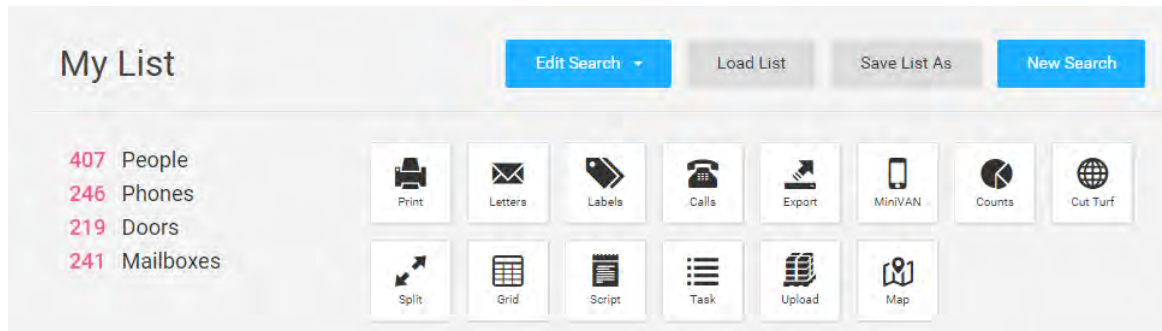 My List
Edit Search
Load List
Save List As
New Search
407 People
246 Phones
219 Doors
241 Mailboxes
Print
Letters
Labels
Calls
Export
MiniVAN
Counts
Cut Turf
Split
Grid
Script
Task
Upload
Map